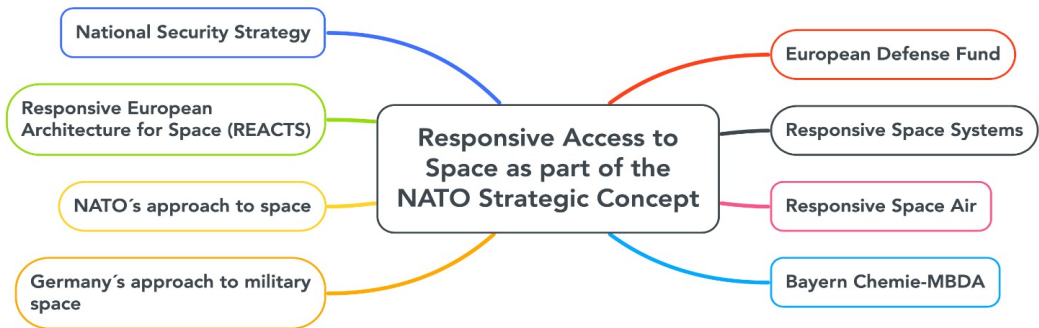 National Security Strategy
Responsive European
Architecture for Space (REACTS)
NATO´s approach to space
Germany´s approach to military
space
Responsive Access to
Space as part of the
NATO Strategic Concept
European Defense Fund
Responsive Space Systems
Responsive Space Air
Bayern Chemie-MBDA